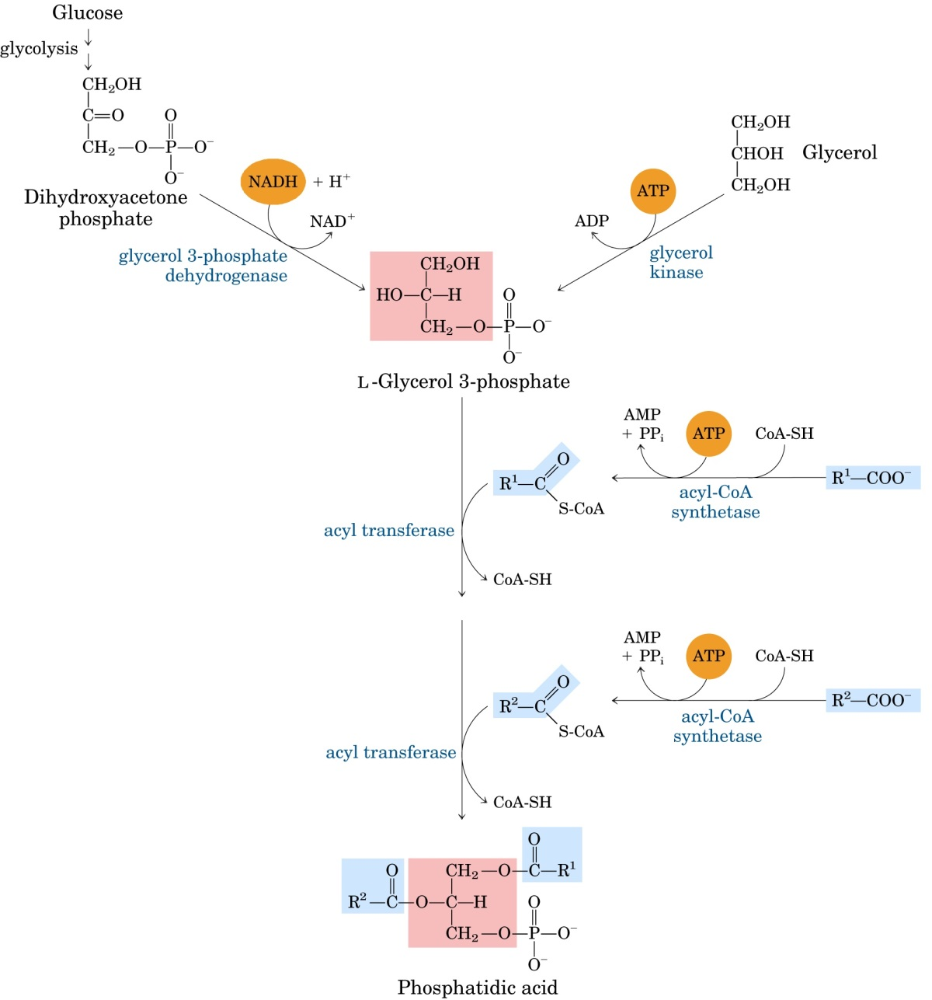 Glucose
glycolysis
CH₂OH
C=O
O
CH₂—O—P—O⁻
O⁻
Dihydroxyacetone
phosphate
NADH + H⁺
NAD⁺
glycerol 3-phosphate
dehydrogenase
CH₂OH
CHOH Glycerol
CH₂OH
ATP
ADP
glycerol
kinase
CH₂OH
HO—C—H
O
CH₂—O—P—O⁻
O⁻
L-Glycerol 3-phosphate
AMP
+ PPᵢ ATP CoA-SH
R¹—COO⁻
acyl-CoA
synthetase
O
R¹—C
S-CoA
acyl transferase
CoA-SH
AMP
+ PPᵢ ATP CoA-SH
R²—COO⁻
acyl-CoA
synthetase
O
R²—C
S-CoA
acyl transferase
CoA-SH
O
CH₂—O—C—R¹
O
R²—C—O—C—H
O
CH₂—O—P—O⁻
O⁻
Phosphatidic acid